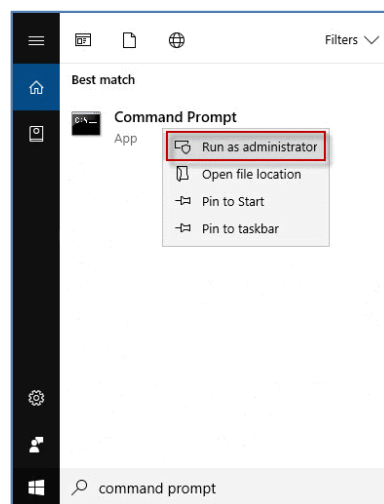 Filters
Best match
Command Prompt
App
Run as administrator
Open file location
Pin to Start
Pin to taskbar
command prompt